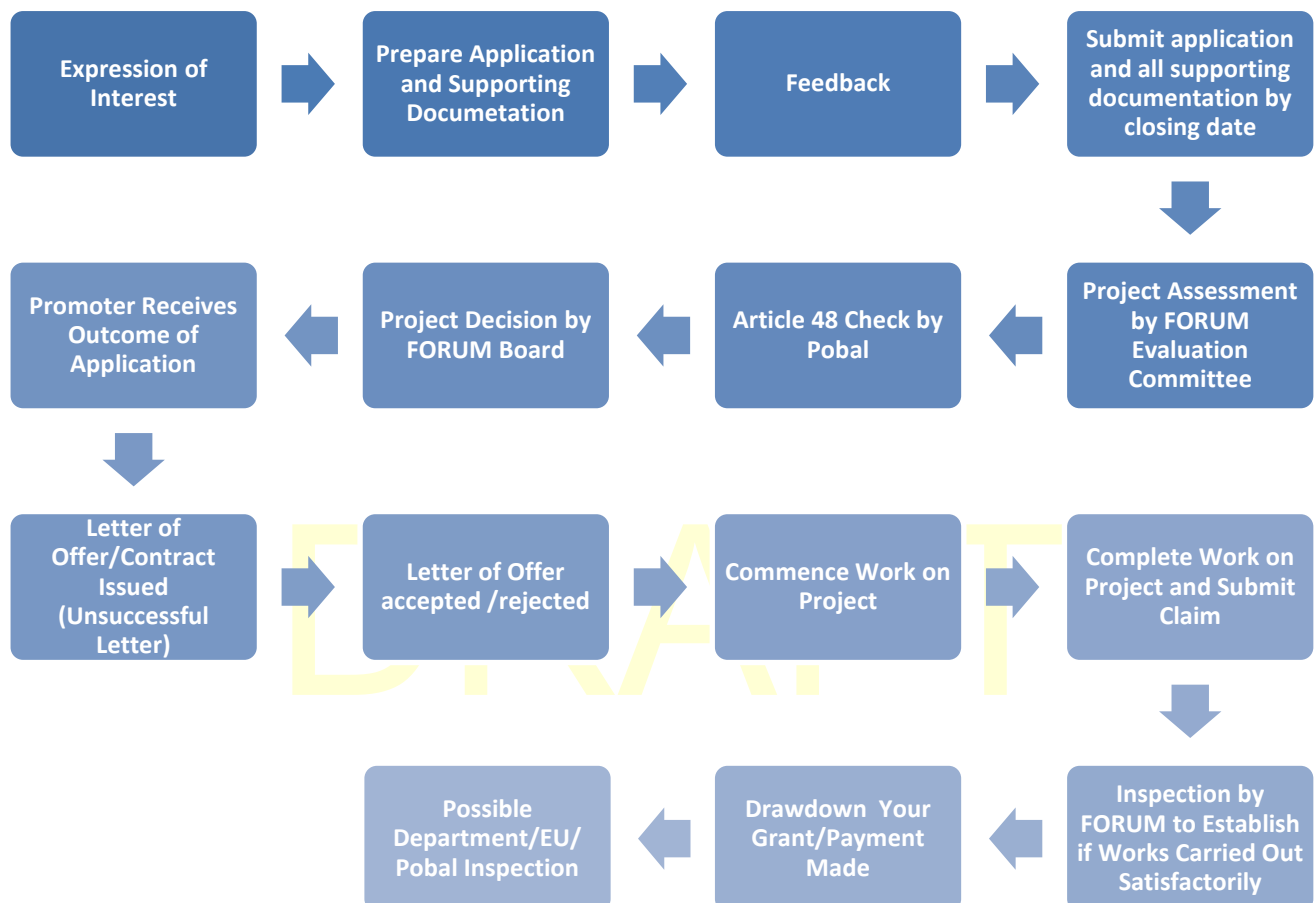 Expression of
Interest
Prepare Application
and Supporting
Documetation
Feedback
Submit application
and all supporting
documentation by
closing date
Project Assessment
by FORUM
Evaluation
Committee
Article 48 Check by
Pobal
Project Decision by
FORUM Board
Promoter Receives
Outcome of
Application
Letter of
Offer/Contract
Issued
(Unsuccessful
Letter)
Letter of Offer
accepted /rejected
Commence Work on
Project
Complete Work on
Project and Submit
Claim
Inspection by
FORUM to Establish
if Works Carried Out
Satisfactorily
Drawdown  Your
Grant/Payment
Made
Possible
Department/EU/
Pobal Inspection
DRAFT